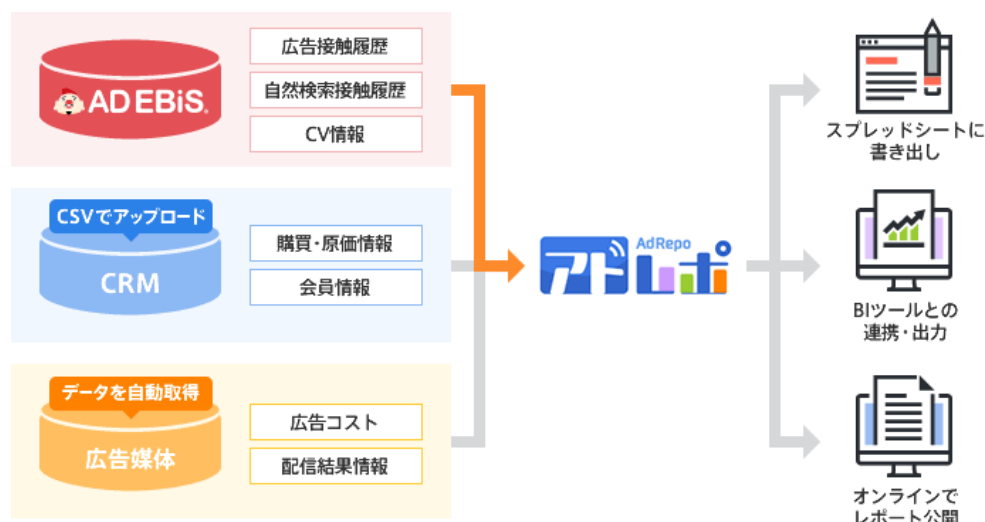 AD EBiS.
広告接触履歴
自然検索接触履歴
CV情報
CSVでアップロード
CRM
購買・原価情報
会員情報
データを自動取得
広告媒体
広告コスト
配信結果情報
AdRepo
アドレポ
スプレッドシートに
書き出し
BIツールとの
連携・出力
オンラインで
レポート公開